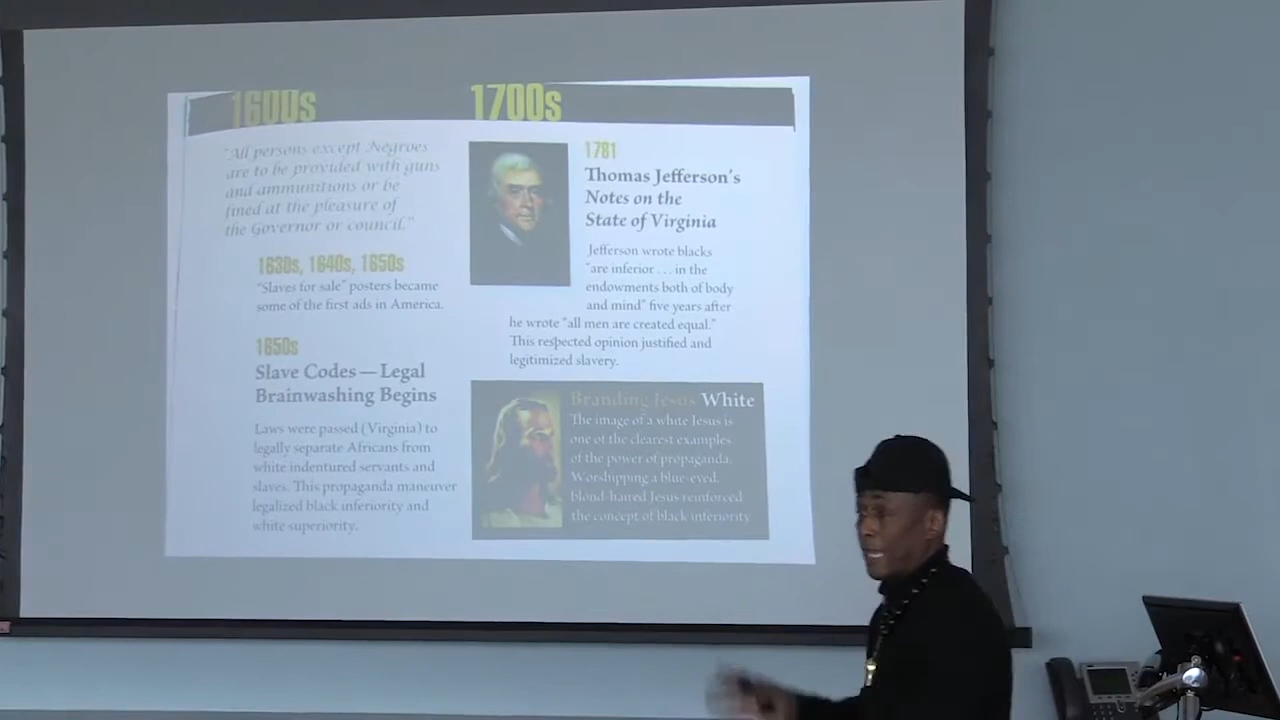 1600s
"All persons except Negroes
are to be provided with guns
and ammunitions or be
fined at the pleasure of
the Governor or council."
1630s, 1640s, 1650s
"Slaves for sale" posters became
some of the first ads in America.
1650s
Slave Codes—Legal
Brainwashing Begins
Laws were passed (Virginia) to
legally separate Africans from
white indentured servants and
slaves. This propaganda maneuver
legalized black inferiority and
white superiority.
1700s
1781
Thomas Jefferson's
Notes on the
State of Virginia
Jefferson wrote blacks
"are inferior . . . in the
endowments both of body
and mind" five years after
he wrote "all men are created equal."
This respected opinion justified and
legitimized slavery.
Branding Jesus White
The image of a white Jesus is
one of the clearest examples
of the power of propaganda.
Worshipping a blue-eyed,
blond-haired Jesus reinforced
the concept of black inferiority